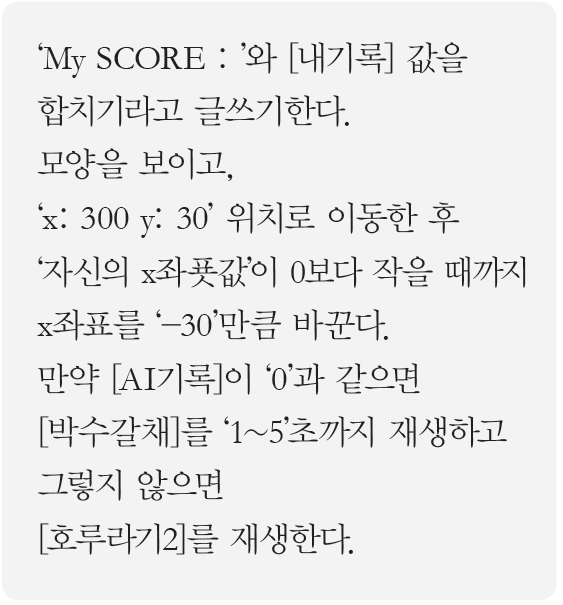 ‘My SCORE : ’와 [내기록] 값을
합치기라고 글쓰기한다.
모양을 보이고,
‘x: 300 y: 30’ 위치로 이동한 후
‘자신의 x좌푯값’이 0보다 작을 때까지
x좌표를 ‘−30’만큼 바꾼다.
만약 [AI기록]이 ‘0’과 같으면
[박수갈채]를 ‘1~5’초까지 재생하고
그렇지 않으면
[호루라기2]를 재생한다.